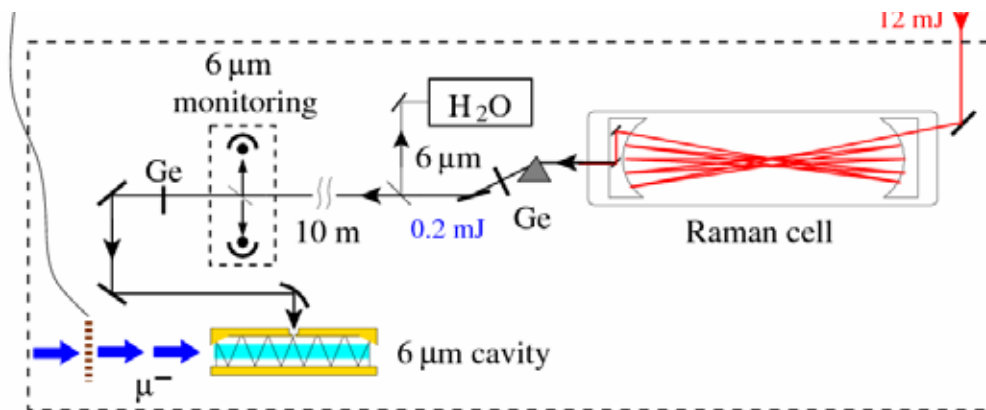 12 mJ
6 µm
monitoring
H₂O
6 µm
Ge
Ge
10 m
0.2 mJ
Raman cell
6 µm cavity
µ⁻